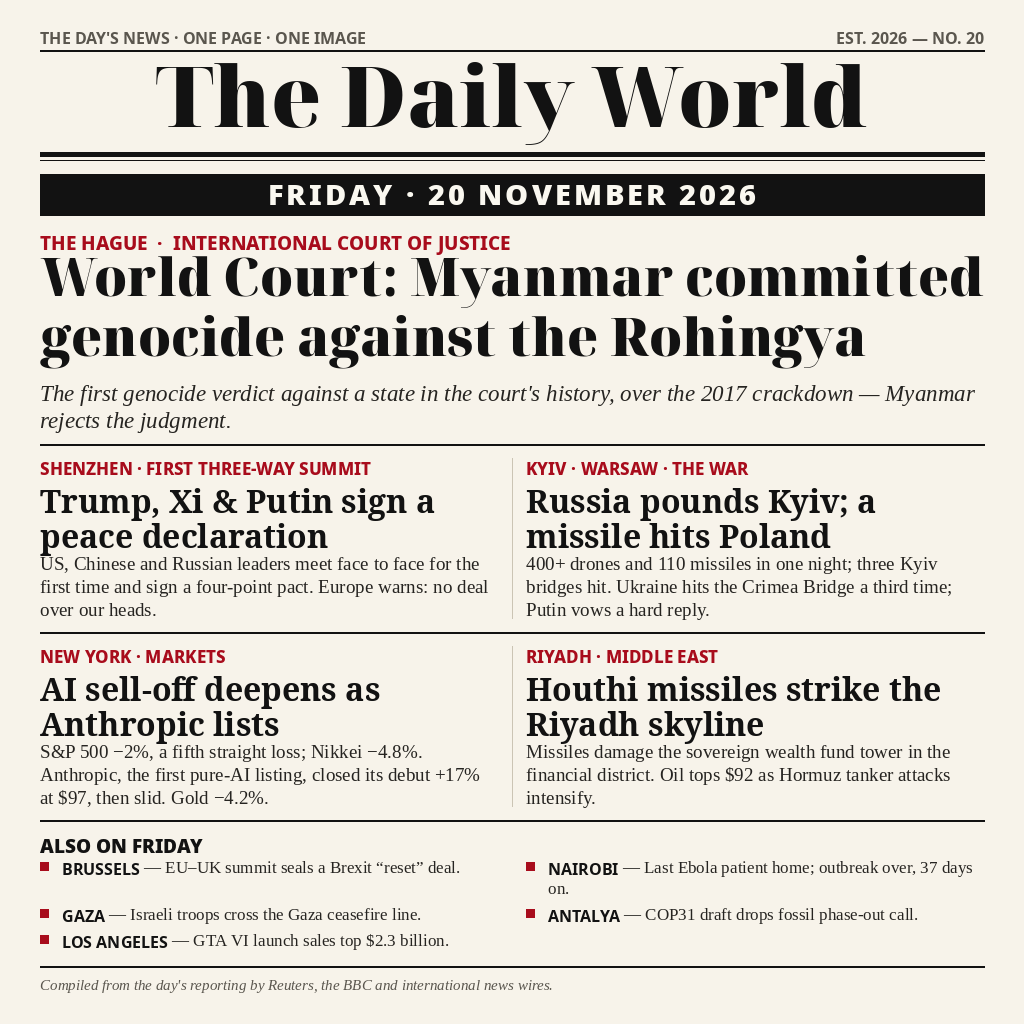 THE DAY'S NEWS · ONE PAGE · ONE IMAGE
EST. 2026 — NO. 20
The Daily World
FRIDAY · 20 NOVEMBER 2026
THE HAGUE · INTERNATIONAL COURT OF JUSTICE
World Court: Myanmar committed
genocide against the Rohingya
The first genocide verdict against a state in the court's history, over the 2017 crackdown — Myanmar
rejects the judgment.
SHENZHEN · FIRST THREE-WAY SUMMIT
Trump, Xi & Putin sign a
peace declaration
US, Chinese and Russian leaders meet face to face for the
first time and sign a four-point pact. Europe warns: no deal
over our heads.
KYIV · WARSAW · THE WAR
Russia pounds Kyiv; a
missile hits Poland
400+ drones and 110 missiles in one night; three Kyiv
bridges hit. Ukraine hits the Crimea Bridge a third time;
Putin vows a hard reply.
NEW YORK · MARKETS
AI sell-off deepens as
Anthropic lists
S&P 500 −2%, a fifth straight loss; Nikkei −4.8%.
Anthropic, the first pure-AI listing, closed its debut +17%
at $97, then slid. Gold −4.2%.
RIYADH · MIDDLE EAST
Houthi missiles strike the
Riyadh skyline
Missiles damage the sovereign wealth fund tower in the
financial district. Oil tops $92 as Hormuz tanker attacks
intensify.
ALSO ON FRIDAY
BRUSSELS — EU–UK summit seals a Brexit “reset” deal.
NAIROBI — Last Ebola patient home; outbreak over, 37 days
on.
GAZA — Israeli troops cross the Gaza ceasefire line.
ANTALYA — COP31 draft drops fossil phase-out call.
LOS ANGELES — GTA VI launch sales top $2.3 billion.
Compiled from the day's reporting by Reuters, the BBC and international news wires.